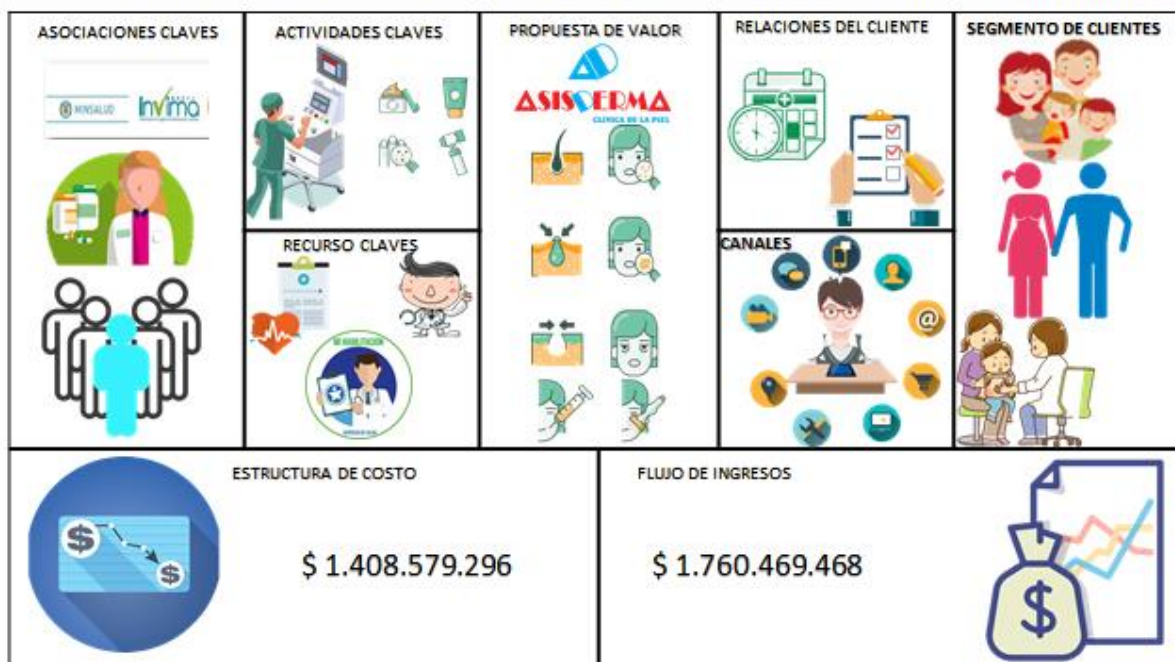 ASOCIACIONES CLAVES
MINSALUD
invima
ACTIVIDADES CLAVES
PROPUESTA DE VALOR
ASISDERMA
CLINICA DE LA PIEL
RELACIONES DEL CLIENTE
SEGMENTO DE CLIENTES
RECURSO CLAVES
HABILITACIÓN
CANALES
@
ESTRUCTURA DE COSTO
$
$
$ 1.408.579.296
FLUJO DE INGRESOS
$ 1.760.469.468
$